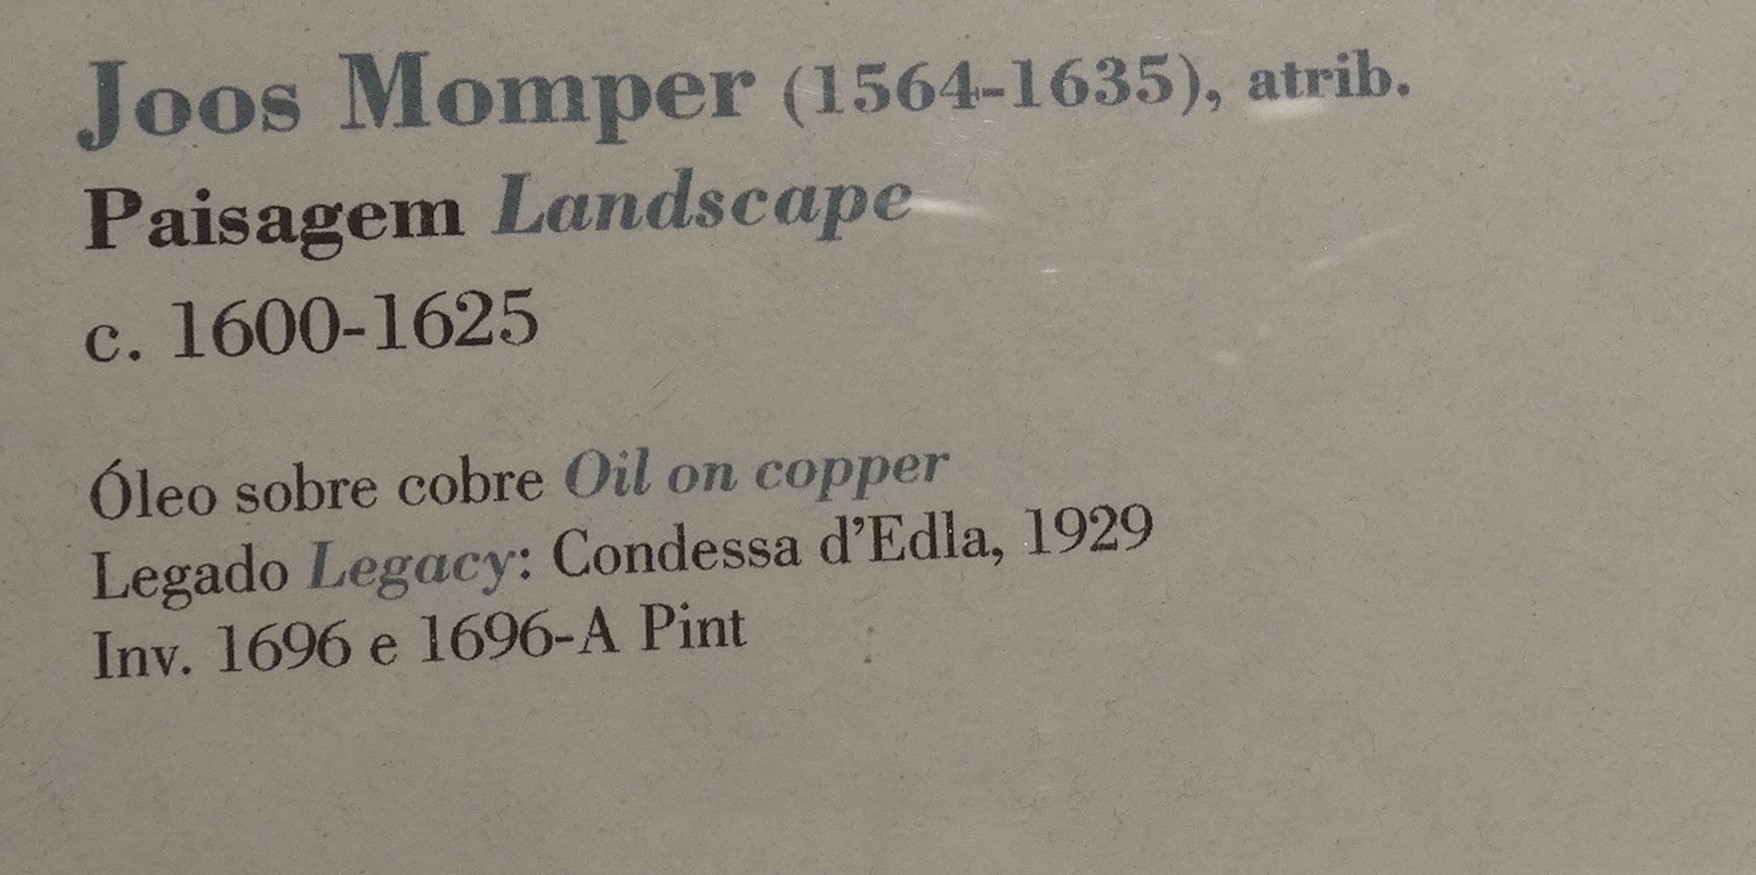 Joos Momper (1564-1635), atrib.
Paisagem Landscape
c. 1600-1625
Óleo sobre cobre Oil on copper
Legado Legacy: Condessa d’Edla, 1929
Inv. 1696 e 1696-A Pint